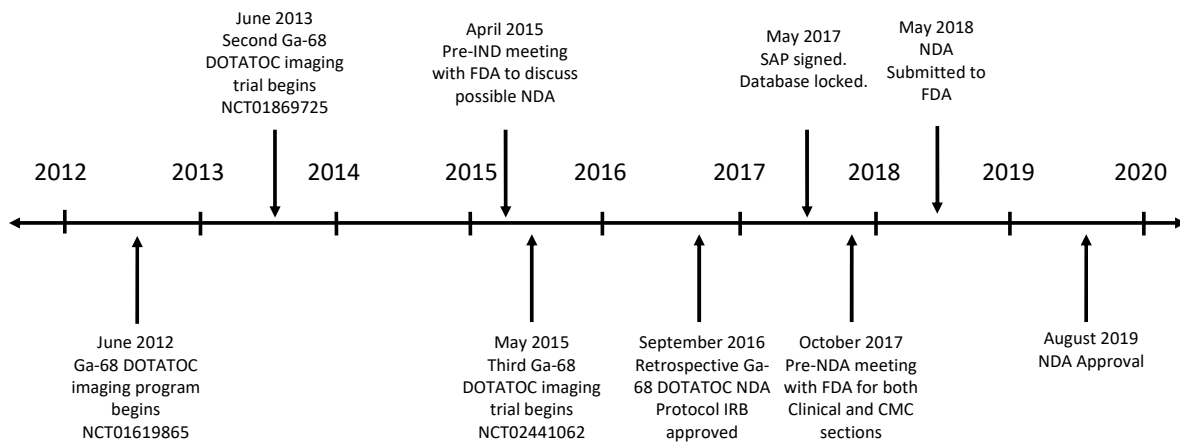 June 2013
Second Ga-68
DOTATOC imaging
trial begins
NCT01869725
April 2015
Pre-IND meeting
with FDA to discuss
possible NDA
May 2017
SAP signed.
Database locked.
May 2018
NDA
Submitted to
FDA
2012
2013
2014
2015
2016
2017
2018
2019
2020
June 2012
Ga-68 DOTATOC
imaging program
begins
NCT01619865
May 2015
Third Ga-68
DOTATOC imaging
trial begins
NCT02441062
September 2016
Retrospective Ga-
68 DOTATOC NDA
Protocol IRB
approved
October 2017
Pre-NDA meeting
with FDA for both
Clinical and CMC
sections
August 2019
NDA Approval